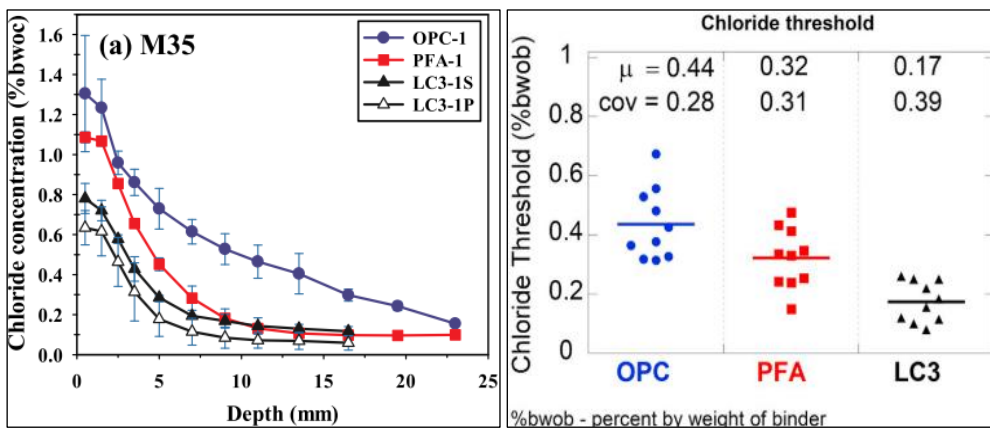 (a) M35
OPC-1
PFA-1
LC3-1S
LC3-1P
Chloride concentration (%bwoc)
1.6
1.4
1.2
1.0
0.8
0.6
0.4
0.2
0.0
0 5 10 15 20 25
Depth (mm)
Chloride threshold
μ = 0.44 0.32 0.17
cov = 0.28 0.31 0.39
Chloride Threshold (%bwob)
1
0.8
0.6
0.4
0.2
0
OPC PFA LC3
%bwob - percent by weight of binder